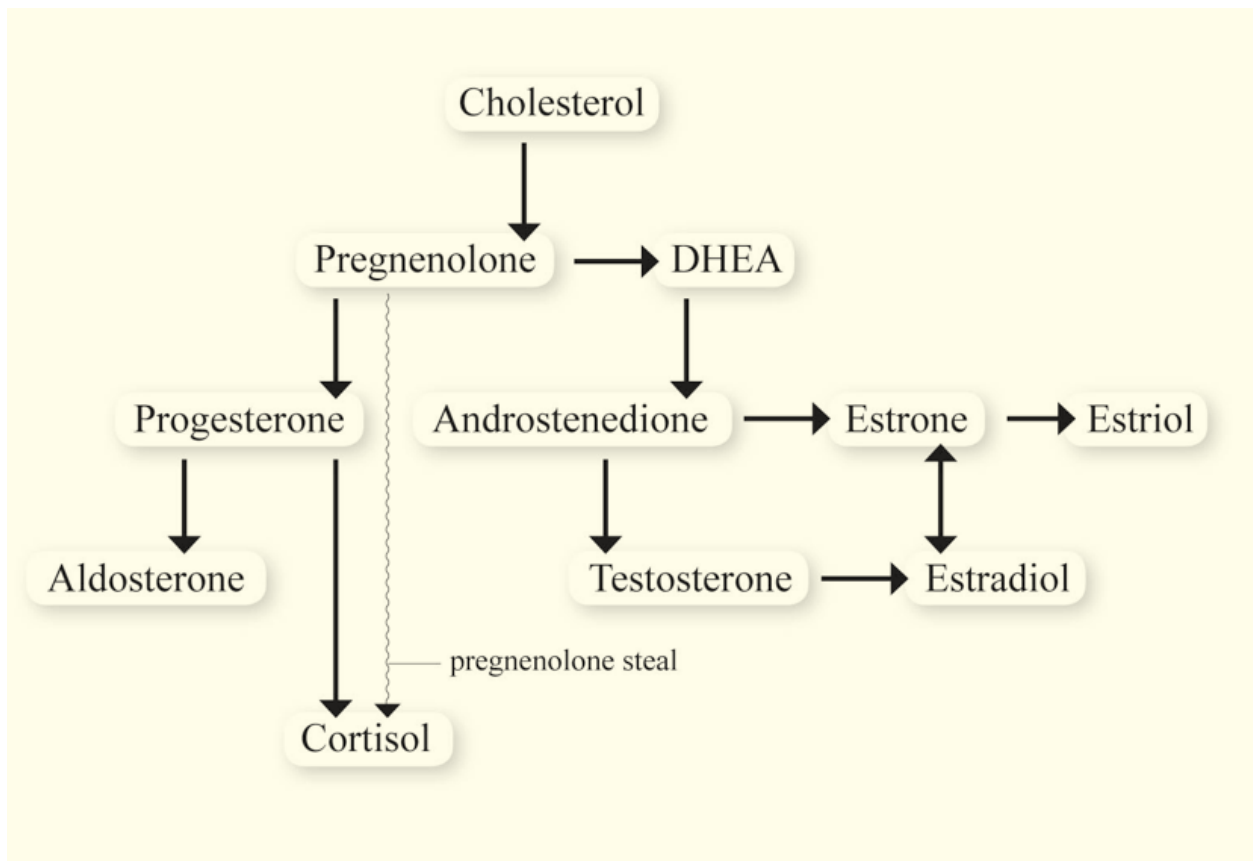 Cholesterol
Pregnenolone
DHEA
Progesterone
Androstenedione
Estrone
Estriol
Aldosterone
Testosterone
Estradiol
pregnenolone steal
Cortisol